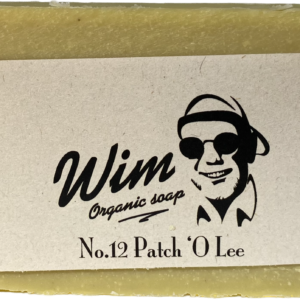 Wim
Organic soap
No.12 Patch ‘O Lee